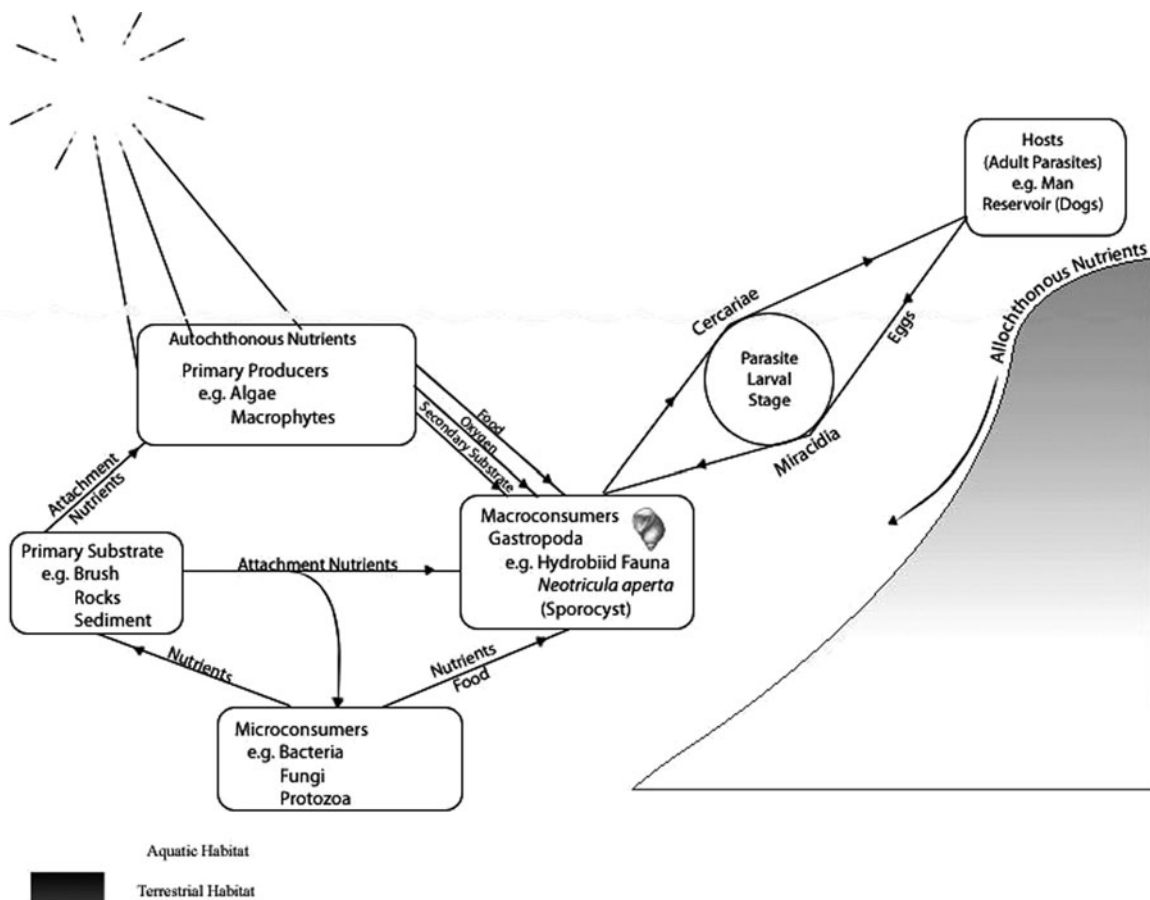 Hosts
(Adult Parasites)
e.g. Man
Reservoir (Dogs)
Allochthonous Nutrients
Cercariae
Eggs
Parasite
Larval
Stage
Miracidia
Autochthonous Nutrients
Primary Producers
e.g. Algae
Macrophytes
Food
Oxygen
Secondary Substrate
Attachment
Nutrients
Primary Substrate
e.g. Brush
Rocks
Sediment
Attachment Nutrients
Macroconsumers
Gastropoda
e.g. Hydrobiid Fauna
Neotricula aperta
(Sporocyst)
Nutrients
Nutrients
Food
Microconsumers
e.g. Bacteria
Fungi
Protozoa
Aquatic Habitat
Terrestrial Habitat